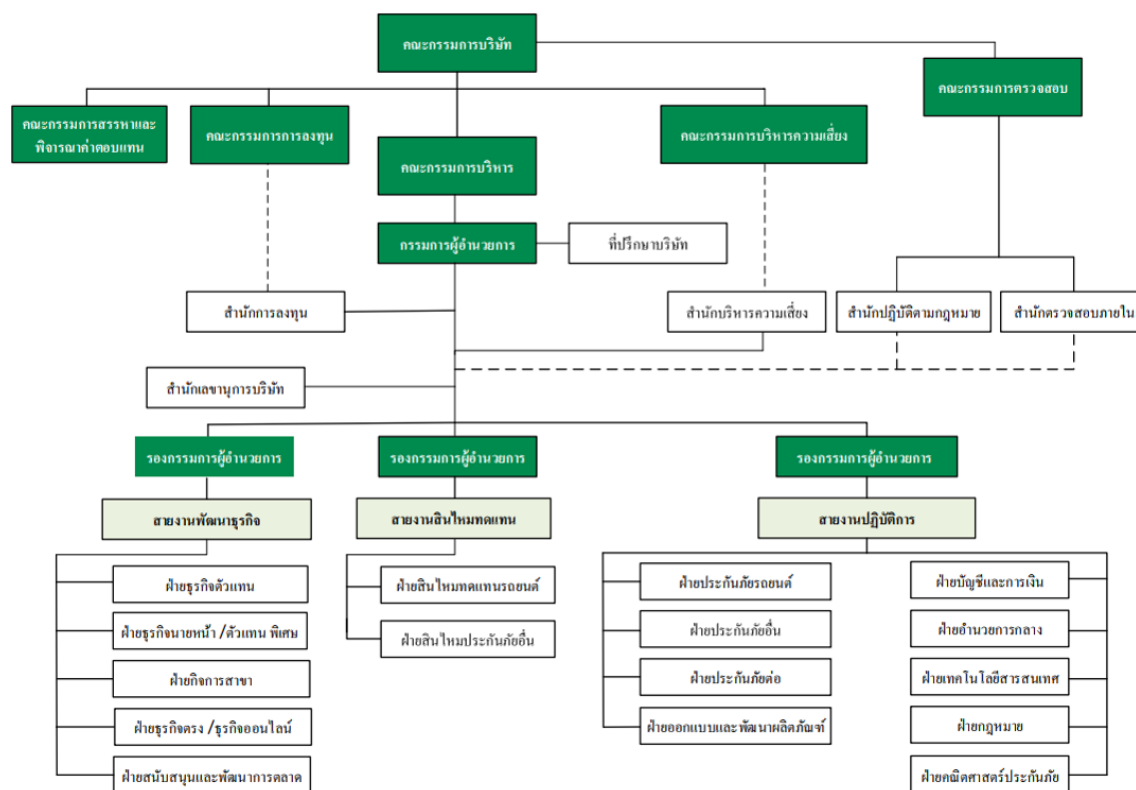 คณะกรรมการบริษัท
คณะกรรมการตรวจสอบ
คณะกรรมการสรรหาและ
พิจารณาค่าตอบแทน
คณะกรรมการการลงทุน
คณะกรรมการบริหาร
คณะกรรมการบริหารความเสี่ยง
กรรมการผู้อำนวยการ
ที่ปรึกษาบริษัท
สำนักการลงทุน
สำนักบริหารความเสี่ยง
สำนักปฏิบัติตามกฎหมาย
สำนักตรวจสอบภายใน
สำนักเลขานุการบริษัท
รองกรรมการผู้อำนวยการ
รองกรรมการผู้อำนวยการ
รองกรรมการผู้อำนวยการ
สายงานพัฒนาธุรกิจ
สายงานสินไหมทดแทน
สายงานปฏิบัติการ
ฝ่ายธุรกิจตัวแทน
ฝ่ายธุรกิจนายหน้า /ตัวแทน พิเศษ
ฝ่ายกิจการสาขา
ฝ่ายธุรกิจตรง /ธุรกิจออนไลน์
ฝ่ายสนับสนุนและพัฒนาการตลาด
ฝ่ายสินไหมทดแทนรถยนต์
ฝ่ายสินไหมประกันภัยอื่น
ฝ่ายประกันภัยรถยนต์
ฝ่ายประกันภัยอื่น
ฝ่ายประกันภัยต่อ
ฝ่ายออกแบบและพัฒนาผลิตภัณฑ์
ฝ่ายบัญชีและการเงิน
ฝ่ายอำนวยการกลาง
ฝ่ายเทคโนโลยีสารสนเทศ
ฝ่ายกฎหมาย
ฝ่ายคณิตศาสตร์ประกันภัย